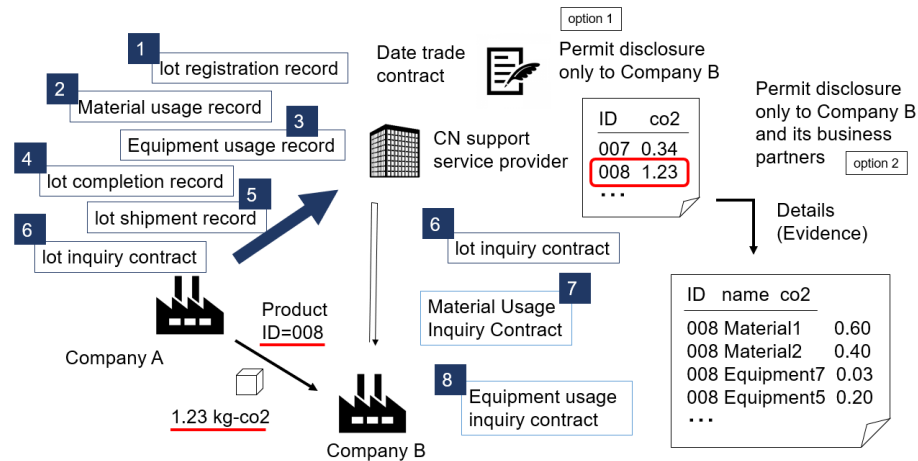 1
lot registration record
2
Material usage record
3
Equipment usage record
4
lot completion record
5
lot shipment record
6
lot inquiry contract
Company A
Product
ID=008
1.23 kg-co2
Company B
Date trade
contract
CN support
service provider
option 1
Permit disclosure
only to Company B
ID co2
007 0.34
008 1.23
...
Permit disclosure
only to Company B
and its business
partners
option 2
Details
(Evidence)
6
lot inquiry contract
7
Material Usage
Inquiry Contract
8
Equipment usage
inquiry contract
ID name co2
008 Material1 0.60
008 Material2 0.40
008 Equipment7 0.03
008 Equipment5 0.20
...